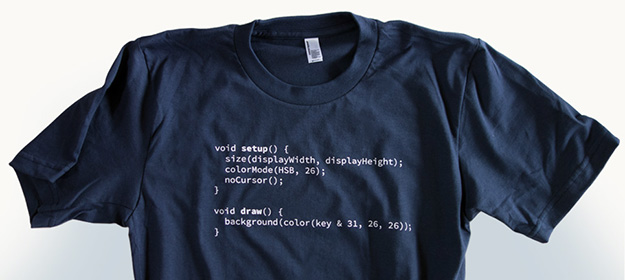 void setup() {
  size(displayWidth, displayHeight);
  colorMode(HSB, 26);
  noCursor();
}

void draw() {
  background(color(key & 31, 26, 26));
}